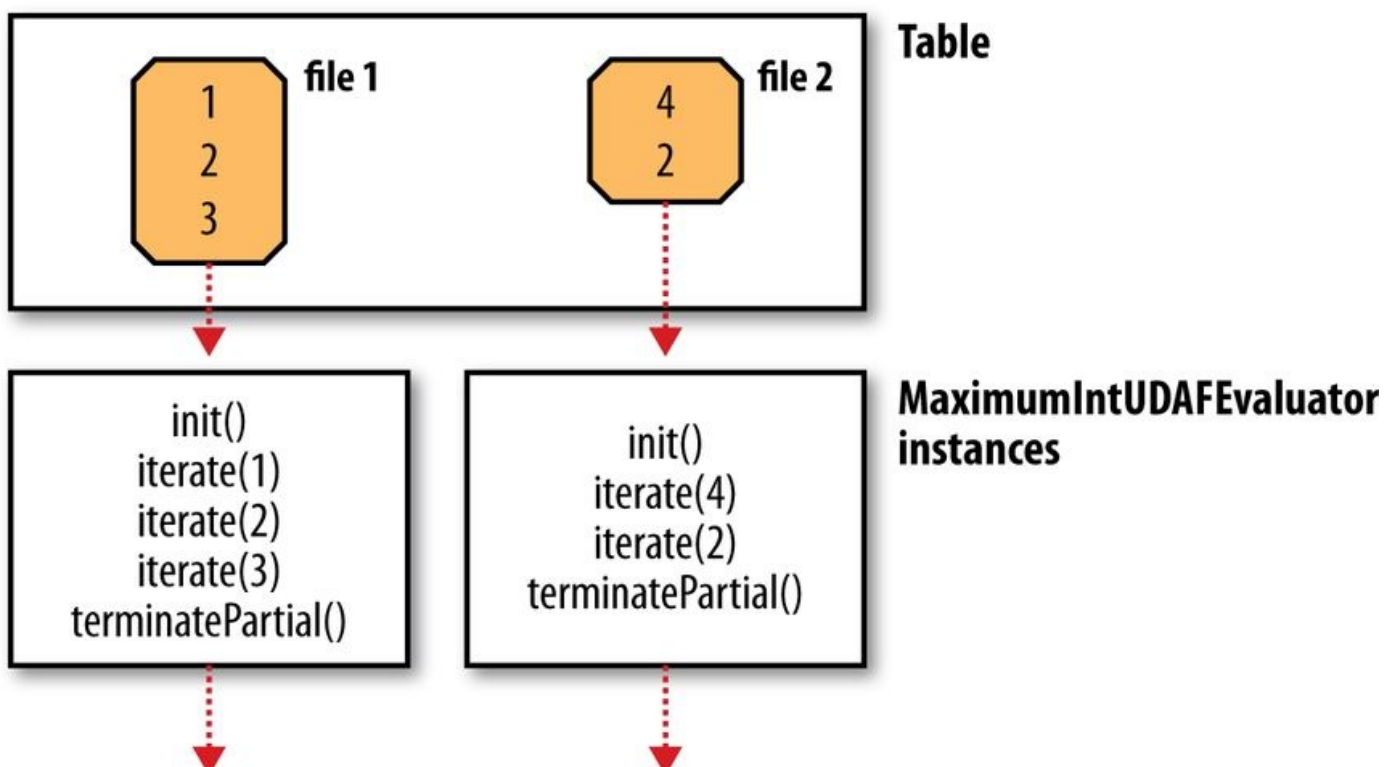 Table
file 1
1
2
3
file 2
4
2
MaximumIntUDAFEvaluator
instances
init()
iterate(1)
iterate(2)
iterate(3)
terminatePartial()
init()
iterate(4)
iterate(2)
terminatePartial()